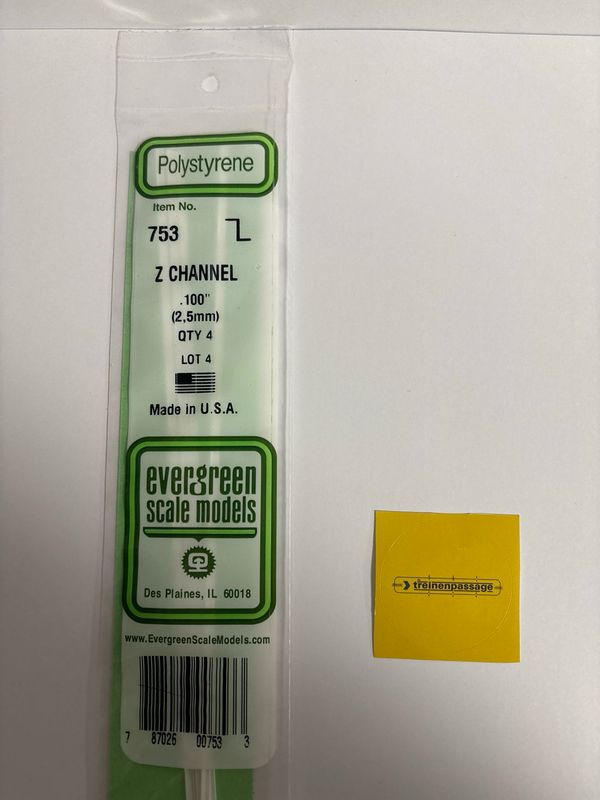 Polystyrene
Item No.
753
Z CHANNEL
.100"
(2,5mm)
QTY 4
LOT 4
Made in U.S.A.
evergreen
scale models
Des Plaines, IL 60018
www.EvergreenScaleModels.com
7 87026 00753 3
treinenpassage